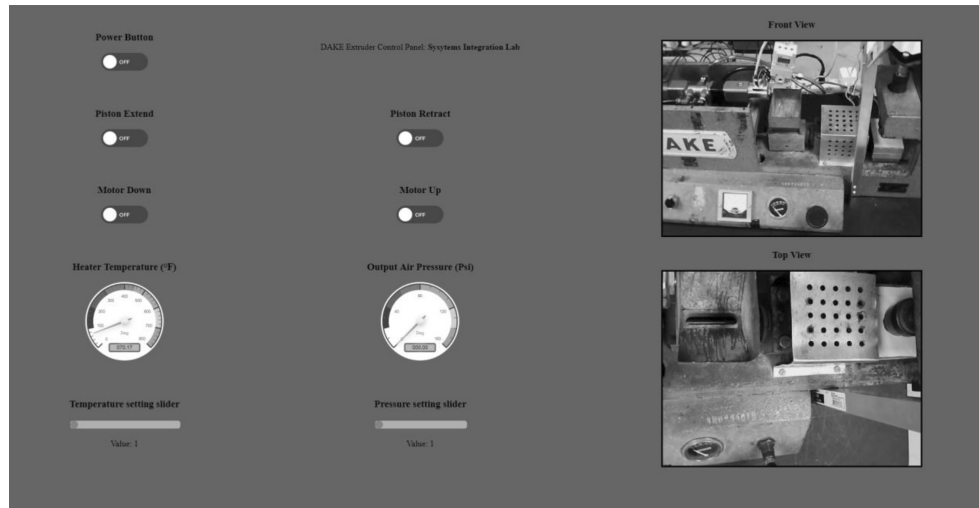 Power Button
OFF
DAKE Extruder Control Panel: Sysytems Integration Lab
Piston Extend
OFF
Piston Retract
OFF
Motor Down
OFF
Motor Up
OFF
Heater Temperature (°F)
Output Air Pressure (Psi)
Temperature setting slider
Value: 1
Pressure setting slider
Value: 1
Front View
AKE
Top View